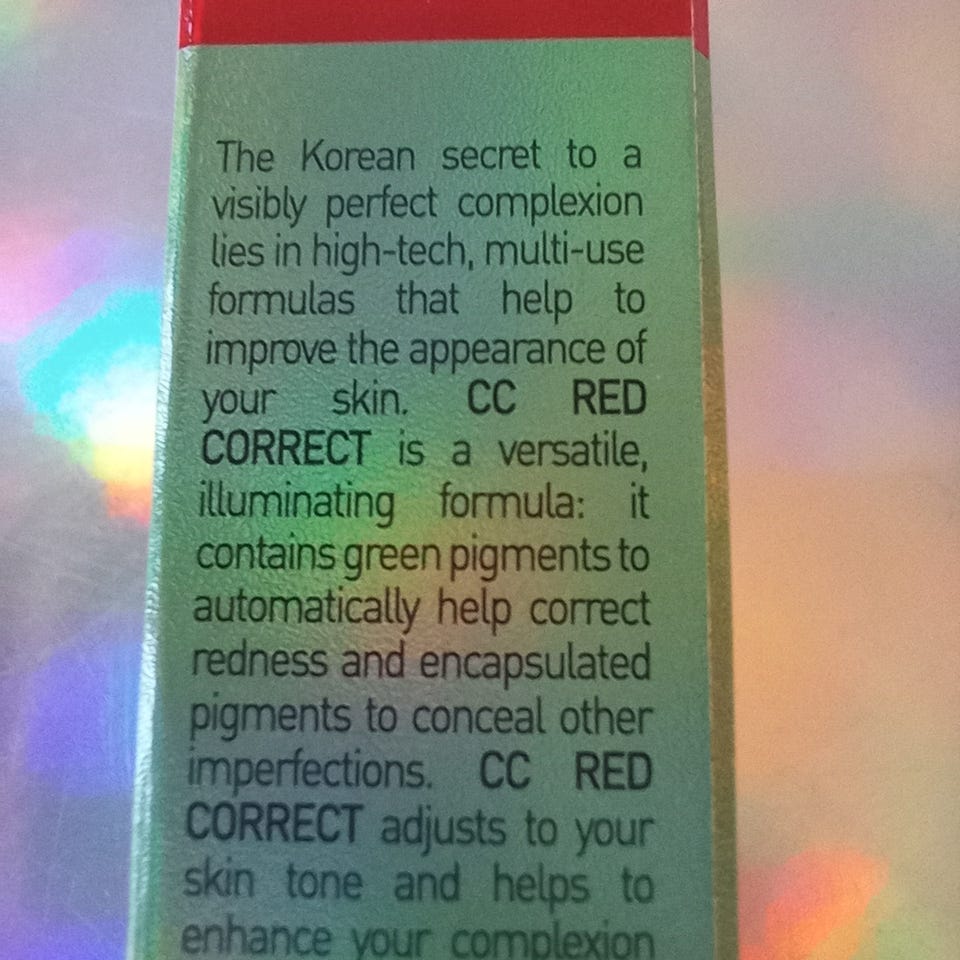 The Korean secret to a
visibly perfect complexion
lies in high-tech, multi-use
formulas that help to
improve the appearance of
your skin. CC RED
CORRECT is a versatile,
illuminating formula: it
contains green pigments to
automatically help correct
redness and encapsulated
pigments to conceal other
imperfections. CC RED
CORRECT adjusts to your
skin tone and helps to
enhance your complexion